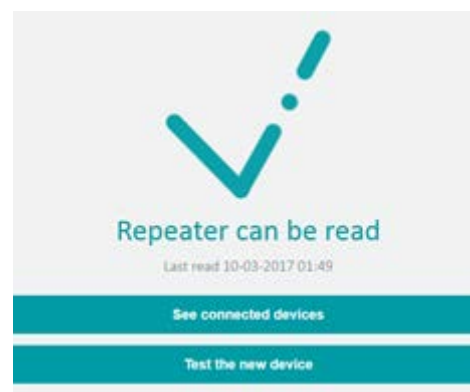 Repeater can be read
Last read 10-03-2017 01:49
See connected devices
Test the new device